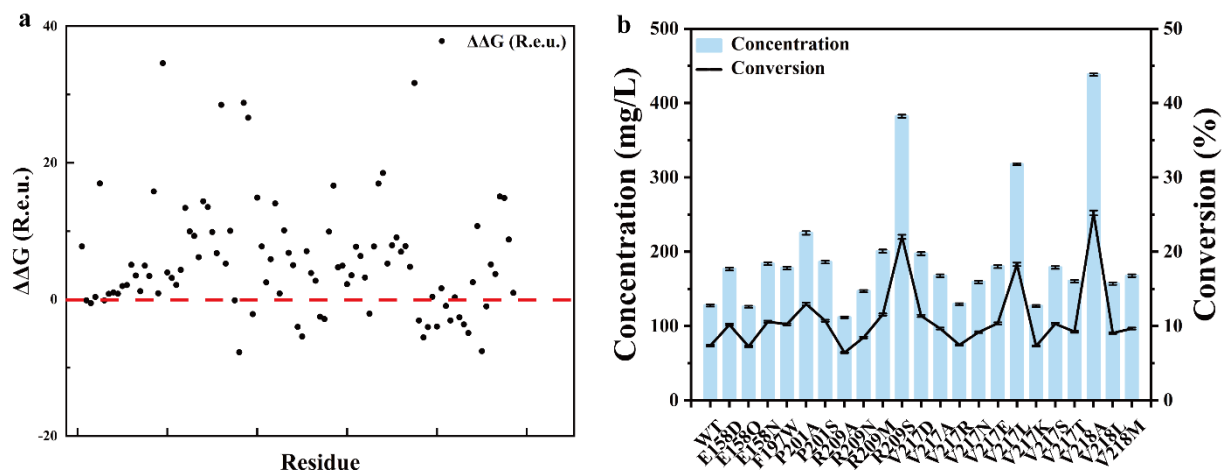 a
40
20
0
-20
ΔΔG (R.e.u.)
ΔΔG (R.e.u.)
Residue
b
500
400
300
200
100
0
Concentration (mg/L)
Concentration
Conversion
50
40
30
20
10
0
Conversion (%)
WT
E158D
E158Q
E158N
F197W
P201A
P201S
R209A
R209N
R209M
R209S
V217D
V217A
V217R
V217N
V217E
V217L
V217K
V217S
V217T
V218A
V218L
V218M